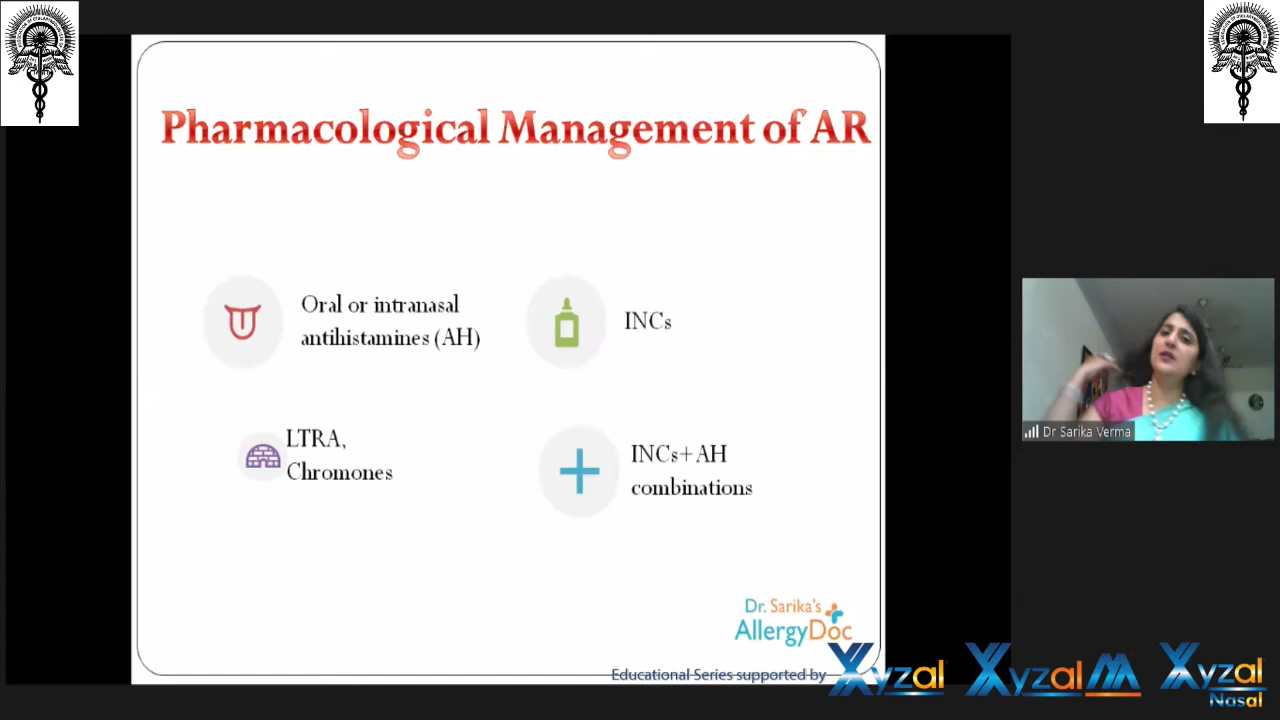 Pharmacological Management of AR
Oral or intranasal
antihistamines (AH)
INCs
LTRA,
Chromones
INCs+AH
combinations
Dr. Sarika's
AllergyDoc
Dr Sarika Verma
Educational Series supported by Xyzal Xyzal M Xyzal
Nasal